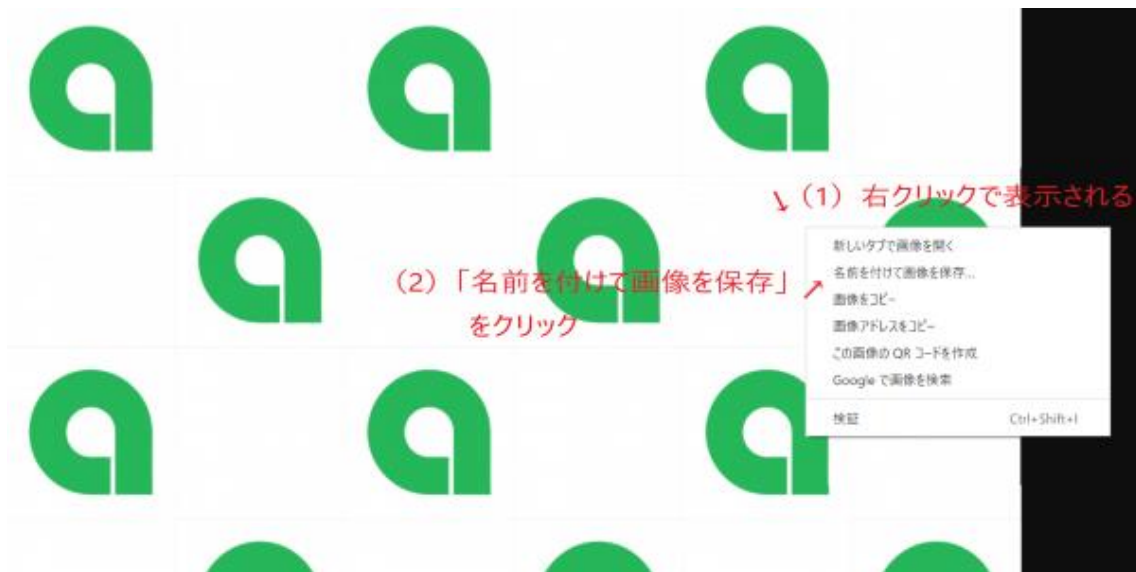 (1) 右クリックで表示される
(2)「名前を付けて画像を保存」
をクリック
新しいタブで画像を開く
名前を付けて画像を保存...
画像をコピー
画像アドレスをコピー
この画像の QR コードを作成
Google で画像を検索
検証 Ctrl+Shift+I